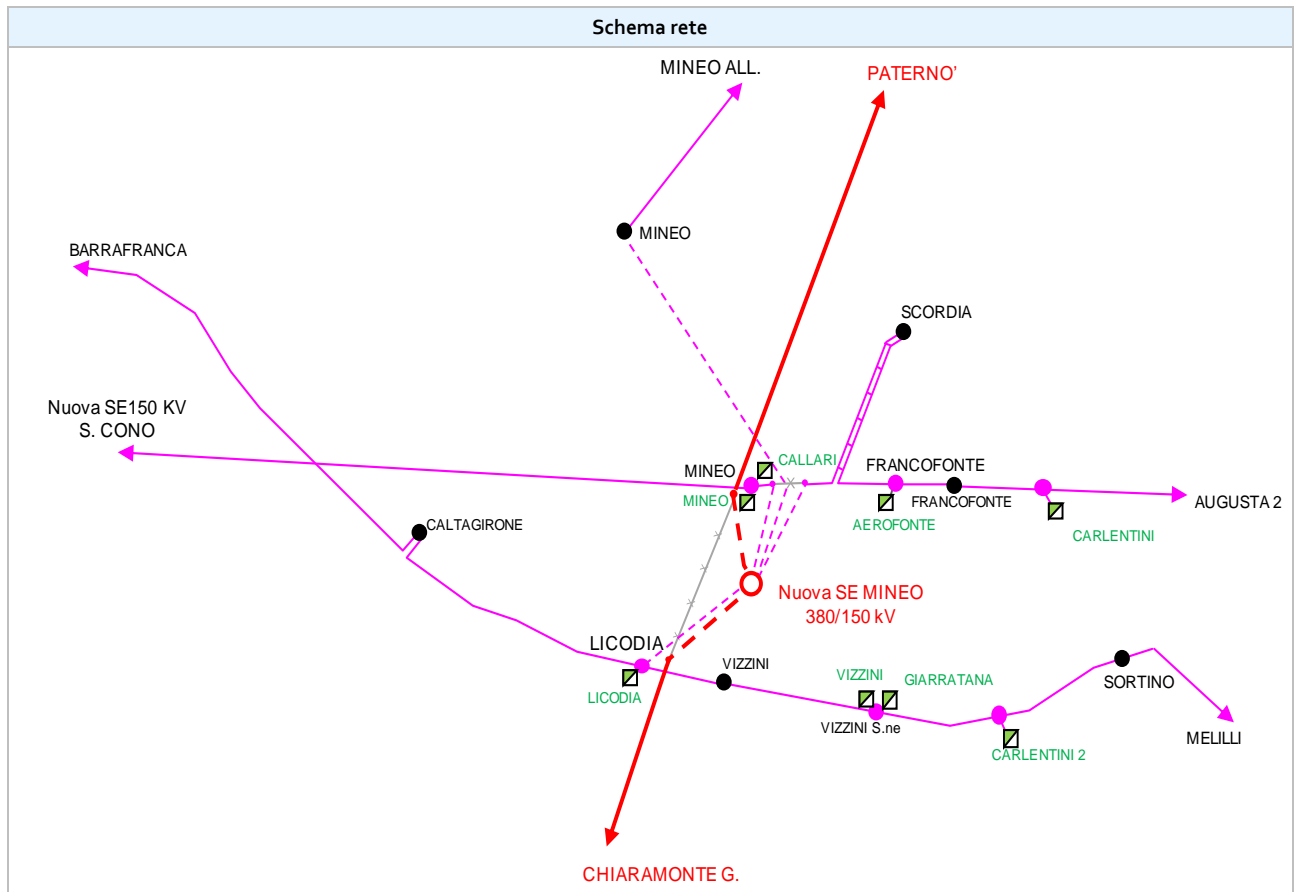 Schema rete
MINEO ALL.
PATERNO’
MINEO
BARRAFRANCA
SCORDIA
Nuova SE150 KV
S. CONO
CALLARI
MINEO
FRANCOFONTE
MINEO
FRANCOFONTE
AUGUSTA 2
AEROFONTE
CARLENTINI
CALTAGIRONE
Nuova SE MINEO
380/150 kV
LICODIA
VIZZINI
VIZZINI
GIARRATANA
SORTINO
LICODIA
VIZZINI S.ne
MELILLI
CARLENTINI 2
CHIARAMONTE G.